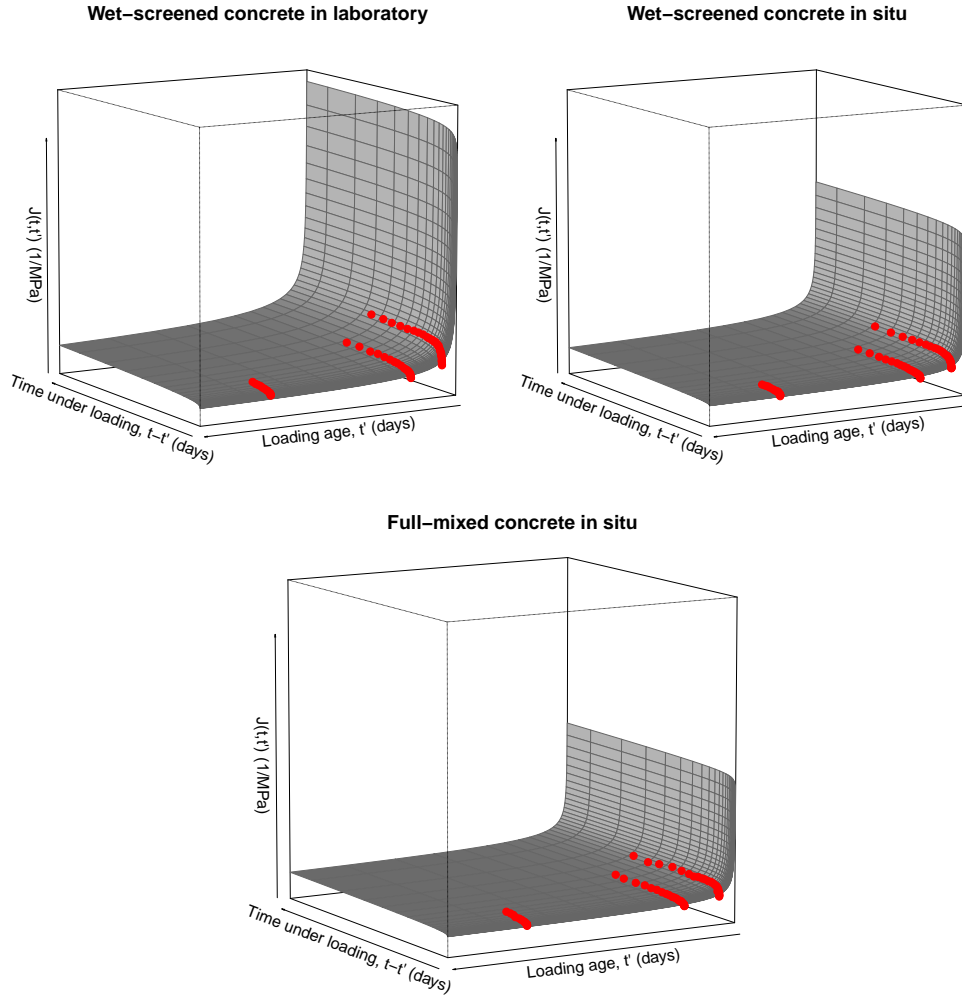 Wet−screened concrete in laboratory
J(t,t') (1/MPa)
Time under loading, t−t' (days)
Loading age, t' (days)
Wet−screened concrete in situ
J(t,t') (1/MPa)
Time under loading, t−t' (days)
Loading age, t' (days)
Full−mixed concrete in situ
J(t,t') (1/MPa)
Time under loading, t−t' (days)
Loading age, t' (days)